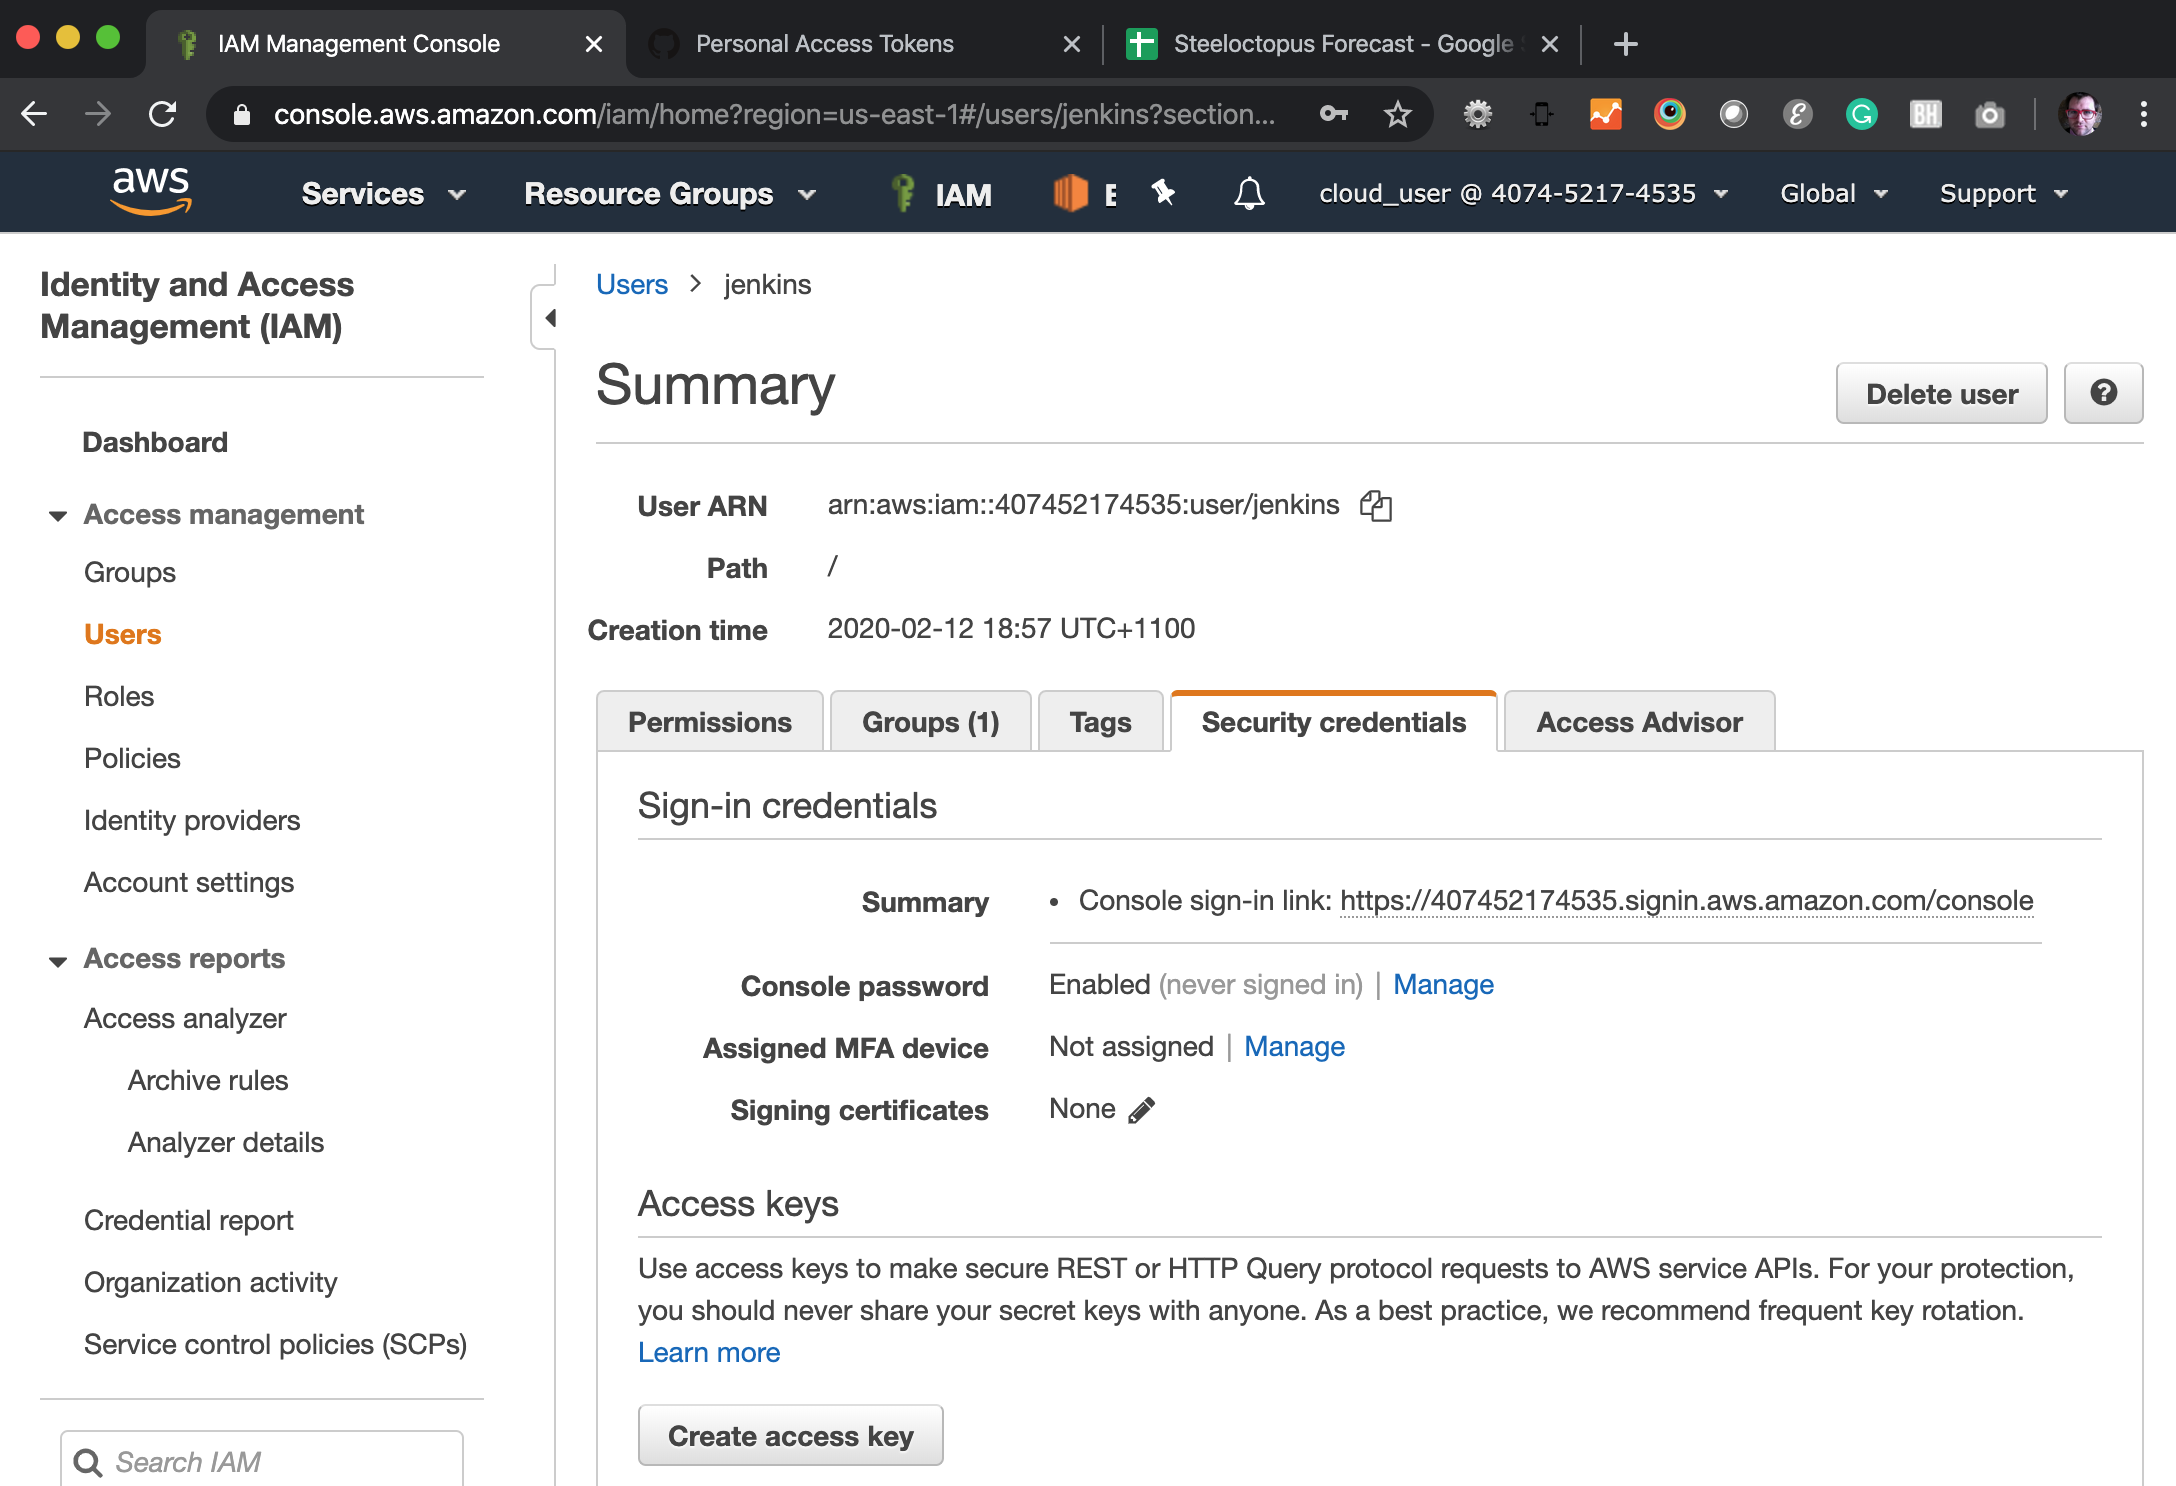 IAM Management Console
Personal Access Tokens
Steeloctopus Forecast - Google
console.aws.amazon.com/iam/home?region=us-east-1#/users/jenkins?section...
BH
aws
Services
Resource Groups
IAM
E
cloud_user @ 4074-5217-4535
Global
Support
Identity and Access
Management (IAM)
Dashboard
Access management
Groups
Users
Roles
Policies
Identity providers
Account settings
Access reports
Access analyzer
Archive rules
Analyzer details
Credential report
Organization activity
Service control policies (SCPs)
Search IAM
Users > jenkins
Summary
Delete user
?
User ARN arn:aws:iam::407452174535:user/jenkins
Path /
Creation time 2020-02-12 18:57 UTC+1100
Permissions
Groups (1)
Tags
Security credentials
Access Advisor
Sign-in credentials
Summary • Console sign-in link: https://407452174535.signin.aws.amazon.com/console
Console password Enabled (never signed in) | Manage
Assigned MFA device Not assigned | Manage
Signing certificates None
Access keys
Use access keys to make secure REST or HTTP Query protocol requests to AWS service APIs. For your protection,
you should never share your secret keys with anyone. As a best practice, we recommend frequent key rotation.
Learn more
Create access key